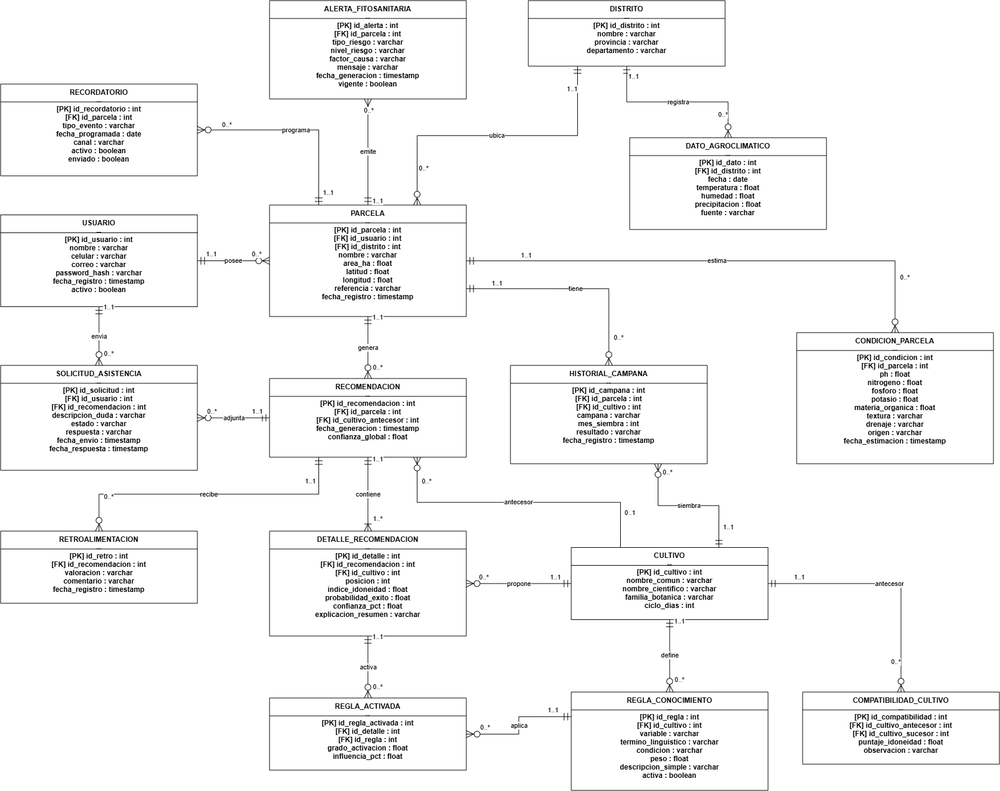 ALERTA_FITOSANITARIA
--
[PK] id_alerta : int
[FK] id_parcela : int
tipo_riesgo : varchar
nivel_riesgo : varchar
factor_causa : varchar
mensaje : varchar
fecha_generacion : timestamp
vigente : boolean
DISTRITO
--
[PK] id_distrito : int
nombre : varchar
provincia : varchar
departamento : varchar
RECORDATORIO
--
[PK] id_recordatorio : int
[FK] id_parcela : int
tipo_evento : varchar
fecha_programada : date
canal : varchar
activo : boolean
enviado : boolean
0..*
programa
1..1
0..*
emite
1..1
1..1
ubica
0..*
1..1
registra
0..*
DATO_AGROCLIMATICO
--
[PK] id_dato : int
[FK] id_distrito : int
fecha : date
temperatura : float
humedad : float
precipitacion : float
fuente : varchar
USUARIO
--
[PK] id_usuario : int
nombre : varchar
celular : varchar
correo : varchar
password_hash : varchar
fecha_registro : timestamp
activo : boolean
1..1
posee
0..*
PARCELA
--
[PK] id_parcela : int
[FK] id_usuario : int
[FK] id_distrito : int
nombre : varchar
area_ha : float
latitud : float
longitud : float
referencia : varchar
fecha_registro : timestamp
1..1
estima
0..*
1..1
tiene
0..*
1..1
envia
0..*
1..1
genera
0..*
SOLICITUD_ASISTENCIA
--
[PK] id_solicitud : int
[FK] id_usuario : int
[FK] id_recomendacion : int
descripcion_duda : varchar
estado : varchar
respuesta : varchar
fecha_envio : timestamp
fecha_respuesta : timestamp
0..*
adjunta
1..1
RECOMENDACION
--
[PK] id_recomendacion : int
[FK] id_parcela : int
[FK] id_cultivo_antecesor : int
fecha_generacion : timestamp
confianza_global : float
HISTORIAL_CAMPANA
--
[PK] id_campana : int
[FK] id_parcela : int
[FK] id_cultivo : int
campana : varchar
mes_siembra : int
resultado : varchar
fecha_registro : timestamp
CONDICION_PARCELA
--
[PK] id_condicion : int
[FK] id_parcela : int
ph : float
nitrogeno : float
fosforo : float
potasio : float
materia_organica : float
textura : varchar
drenaje : varchar
origen : varchar
fecha_estimacion : timestamp
1..1
recibe
0..*
1..1
contiene
1..*
0..*
antecesor
0..1
0..*
siembra
1..1
RETROALIMENTACION
--
[PK] id_retro : int
[FK] id_recomendacion : int
valoracion : varchar
comentario : varchar
fecha_registro : timestamp
DETALLE_RECOMENDACION
--
[PK] id_detalle : int
[FK] id_recomendacion : int
[FK] id_cultivo : int
posicion : int
indice_idoneidad : float
probabilidad_exito : float
confianza_pct : float
explicacion_resumen : varchar
0..*
propone
1..1
CULTIVO
--
[PK] id_cultivo : int
nombre_comun : varchar
nombre_cientifico : varchar
familia_botanica : varchar
ciclo_dias : int
1..1
antecesor
0..*
1..1
activa
0..*
1..1
define
0..*
REGLA_ACTIVADA
--
[PK] id_regla_activada : int
[FK] id_detalle : int
[FK] id_regla : int
grado_activacion : float
influencia_pct : float
0..*
aplica
1..1
REGLA_CONOCIMIENTO
--
[PK] id_regla : int
[FK] id_cultivo : int
variable : varchar
termino_linguistico : varchar
condicion : varchar
peso : float
descripcion_simple : varchar
activa : boolean
COMPATIBILIDAD_CULTIVO
--
[PK] id_compatibilidad : int
[FK] id_cultivo_antecesor : int
[FK] id_cultivo_sucesor : int
puntaje_idoneidad : float
observacion : varchar